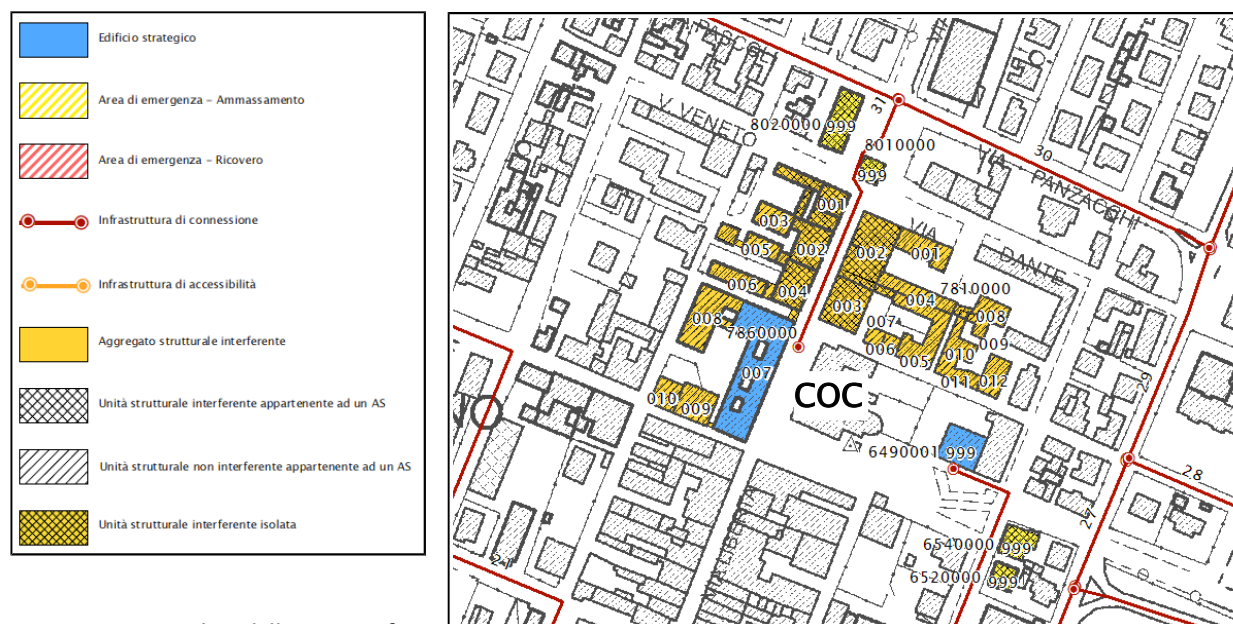 Edificio strategico
Area di emergenza - Ammassamento
Area di emergenza - Ricovero
Infrastruttura di connessione
Infrastruttura di accessibilità
Aggregato strutturale interferente
Unità strutturale interferente appartenente ad un AS
Unità strutturale non interferente appartenente ad un AS
Unità strutturale interferente isolata
PASCOLI
VIA
V. VENETO
8020000
999
31
8010000
999
30
VIA PANZACCHI
001
003
002
005
006
004
VIA DANTE
002
001
003
004
7810000
008
007
009
006
005
010
011
012
008
7860000
007
010
009
COC
29
6490001
999
28
27
6540000
999
6520000
999
21